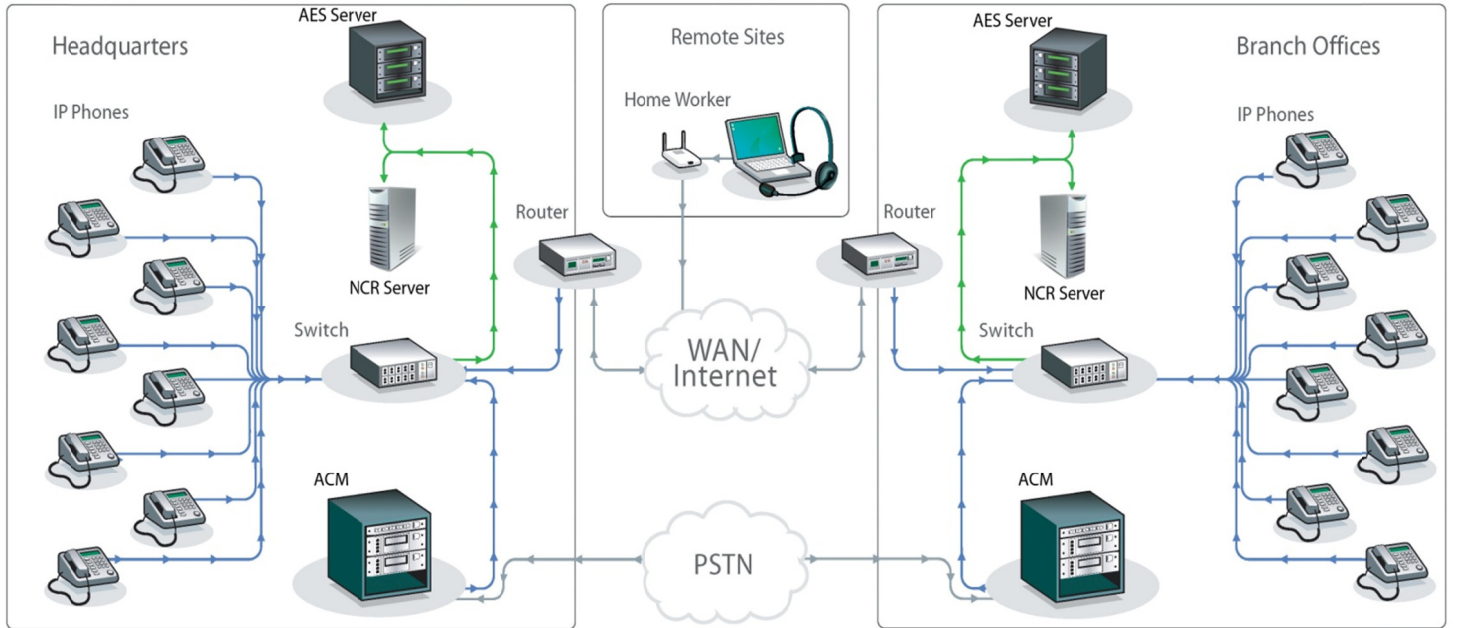 Headquarters
AES Server
IP Phones
NCR Server
Router
Switch
ACM
Remote Sites
Home Worker
WAN/
Internet
PSTN
AES Server
Branch Offices
IP Phones
Router
NCR Server
Switch
ACM